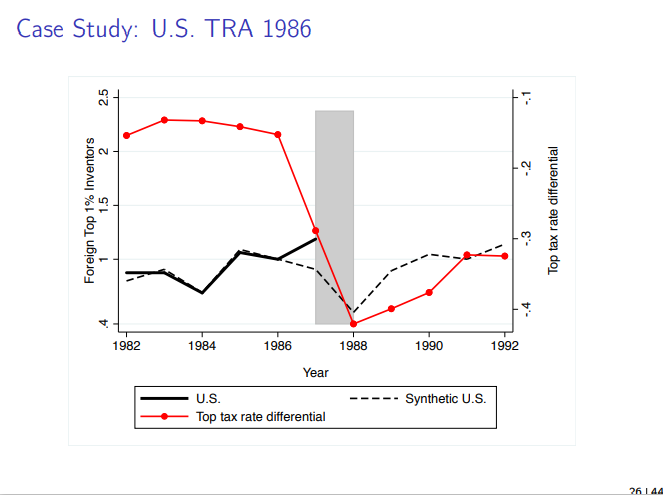 Case Study: U.S. TRA 1986
Foreign Top 1% Inventors
2.5
2
1.5
1
.4
-.1
-.2
-.3
-.4
Top tax rate differential
1982 1984 1986 1988 1990 1992
Year
U.S. Synthetic U.S.
Top tax rate differential
26 / 44